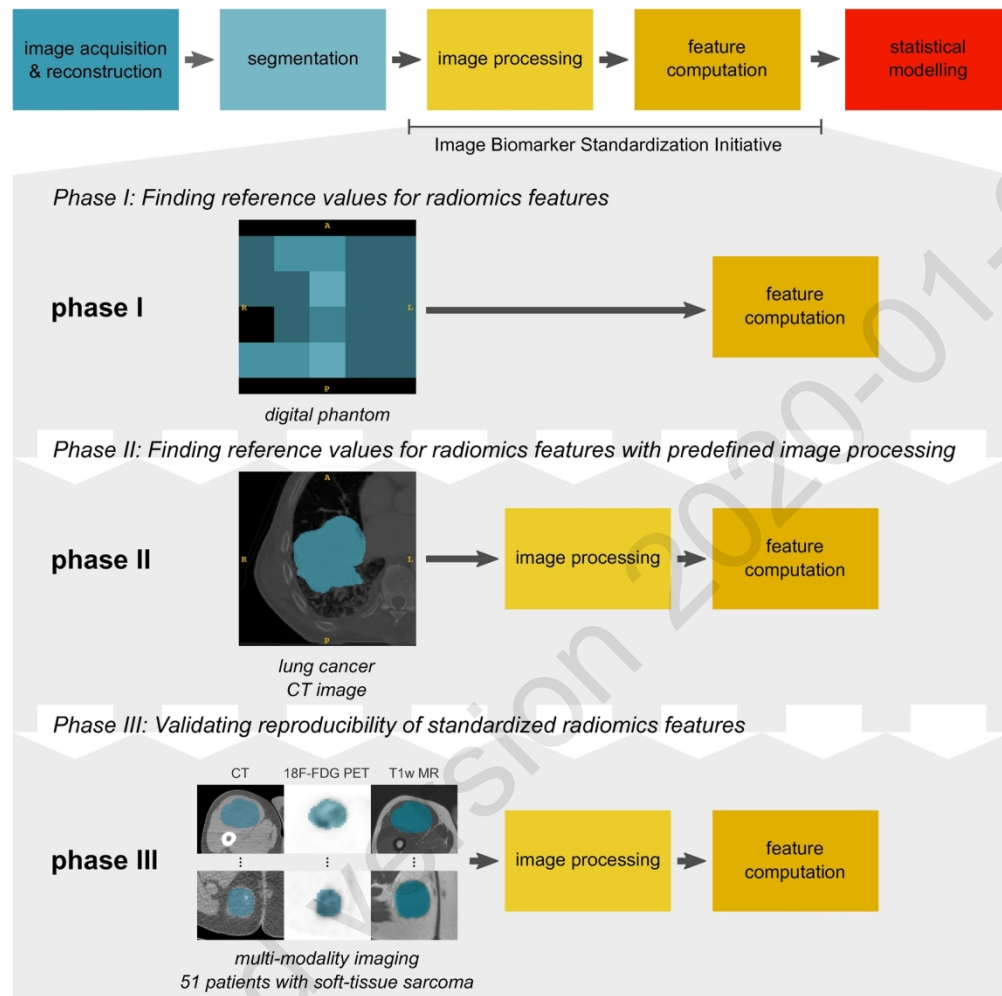 image acquisition
& reconstruction
segmentation
image processing
feature
computation
statistical
modelling
Image Biomarker Standardization Initiative
Phase I: Finding reference values for radiomics features
phase I
A
R
L
P
digital phantom
feature
computation
Phase II: Finding reference values for radiomics features with predefined image processing
phase II
A
R
L
P
lung cancer
CT image
image processing
feature
computation
Phase III: Validating reproducibility of standardized radiomics features
phase III
CT
18F-FDG PET
T1w MR
multi-modality imaging
51 patients with soft-tissue sarcoma
image processing
feature
computation
version 2020-01-